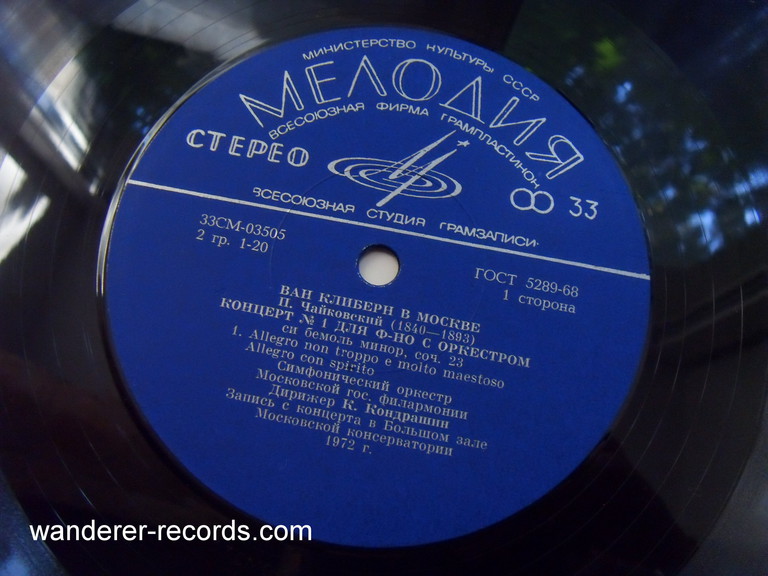 МИНИСТЕРСТВО КУЛЬТУРЫ СССР
МЕЛОДИЯ
ВСЕСОЮЗНАЯ ФИРМА ГРАМПЛАСТИНОК
СТЕРЕО
33
ВСЕСОЮЗНАЯ СТУДИЯ ГРАМЗАПИСИ
33СМ-03505
2 гр. 1-20
ГОСТ 5289-68
1 сторона
ВАН КЛИБЕРН В МОСКВЕ
П. Чайковский (1840—1893)
КОНЦЕРТ № 1 ДЛЯ Ф-НО С ОРКЕСТРОМ
си бемоль минор, соч. 23
1. Allegro non troppo e molto maestoso
Allegro con spirito
Симфонический оркестр
Московской гос. филармонии
Дирижер К. Кондрашин
Запись с концерта в Большом зале
Московской консерватории
1972 г.
wanderer-records.com